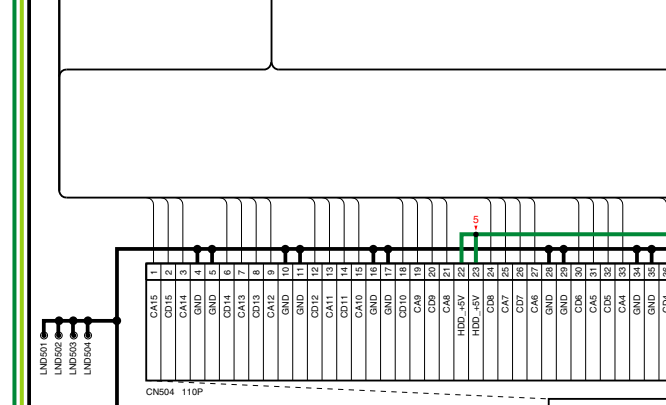 5
1 2 3 4 5 6 7 8 9 10 11 12 13 14 15 16 17 18 19 20 21 22 23 24 25 26 27 28 29 30 31 32 33 34 35
CA15 CD15 CA14 GND GND CD14 CA13 CD13 CA12 GND GND CD12 CA11 CD11 CA10 GND GND CD10 CA9 CD9 CA8 HDD_+5V HDD_+5V CD8 CA7 CD7 CA6 GND GND CD6 CA5 CD5 CA4 GND GND
LND501 LND502 LND503 LND504
CN504 110P